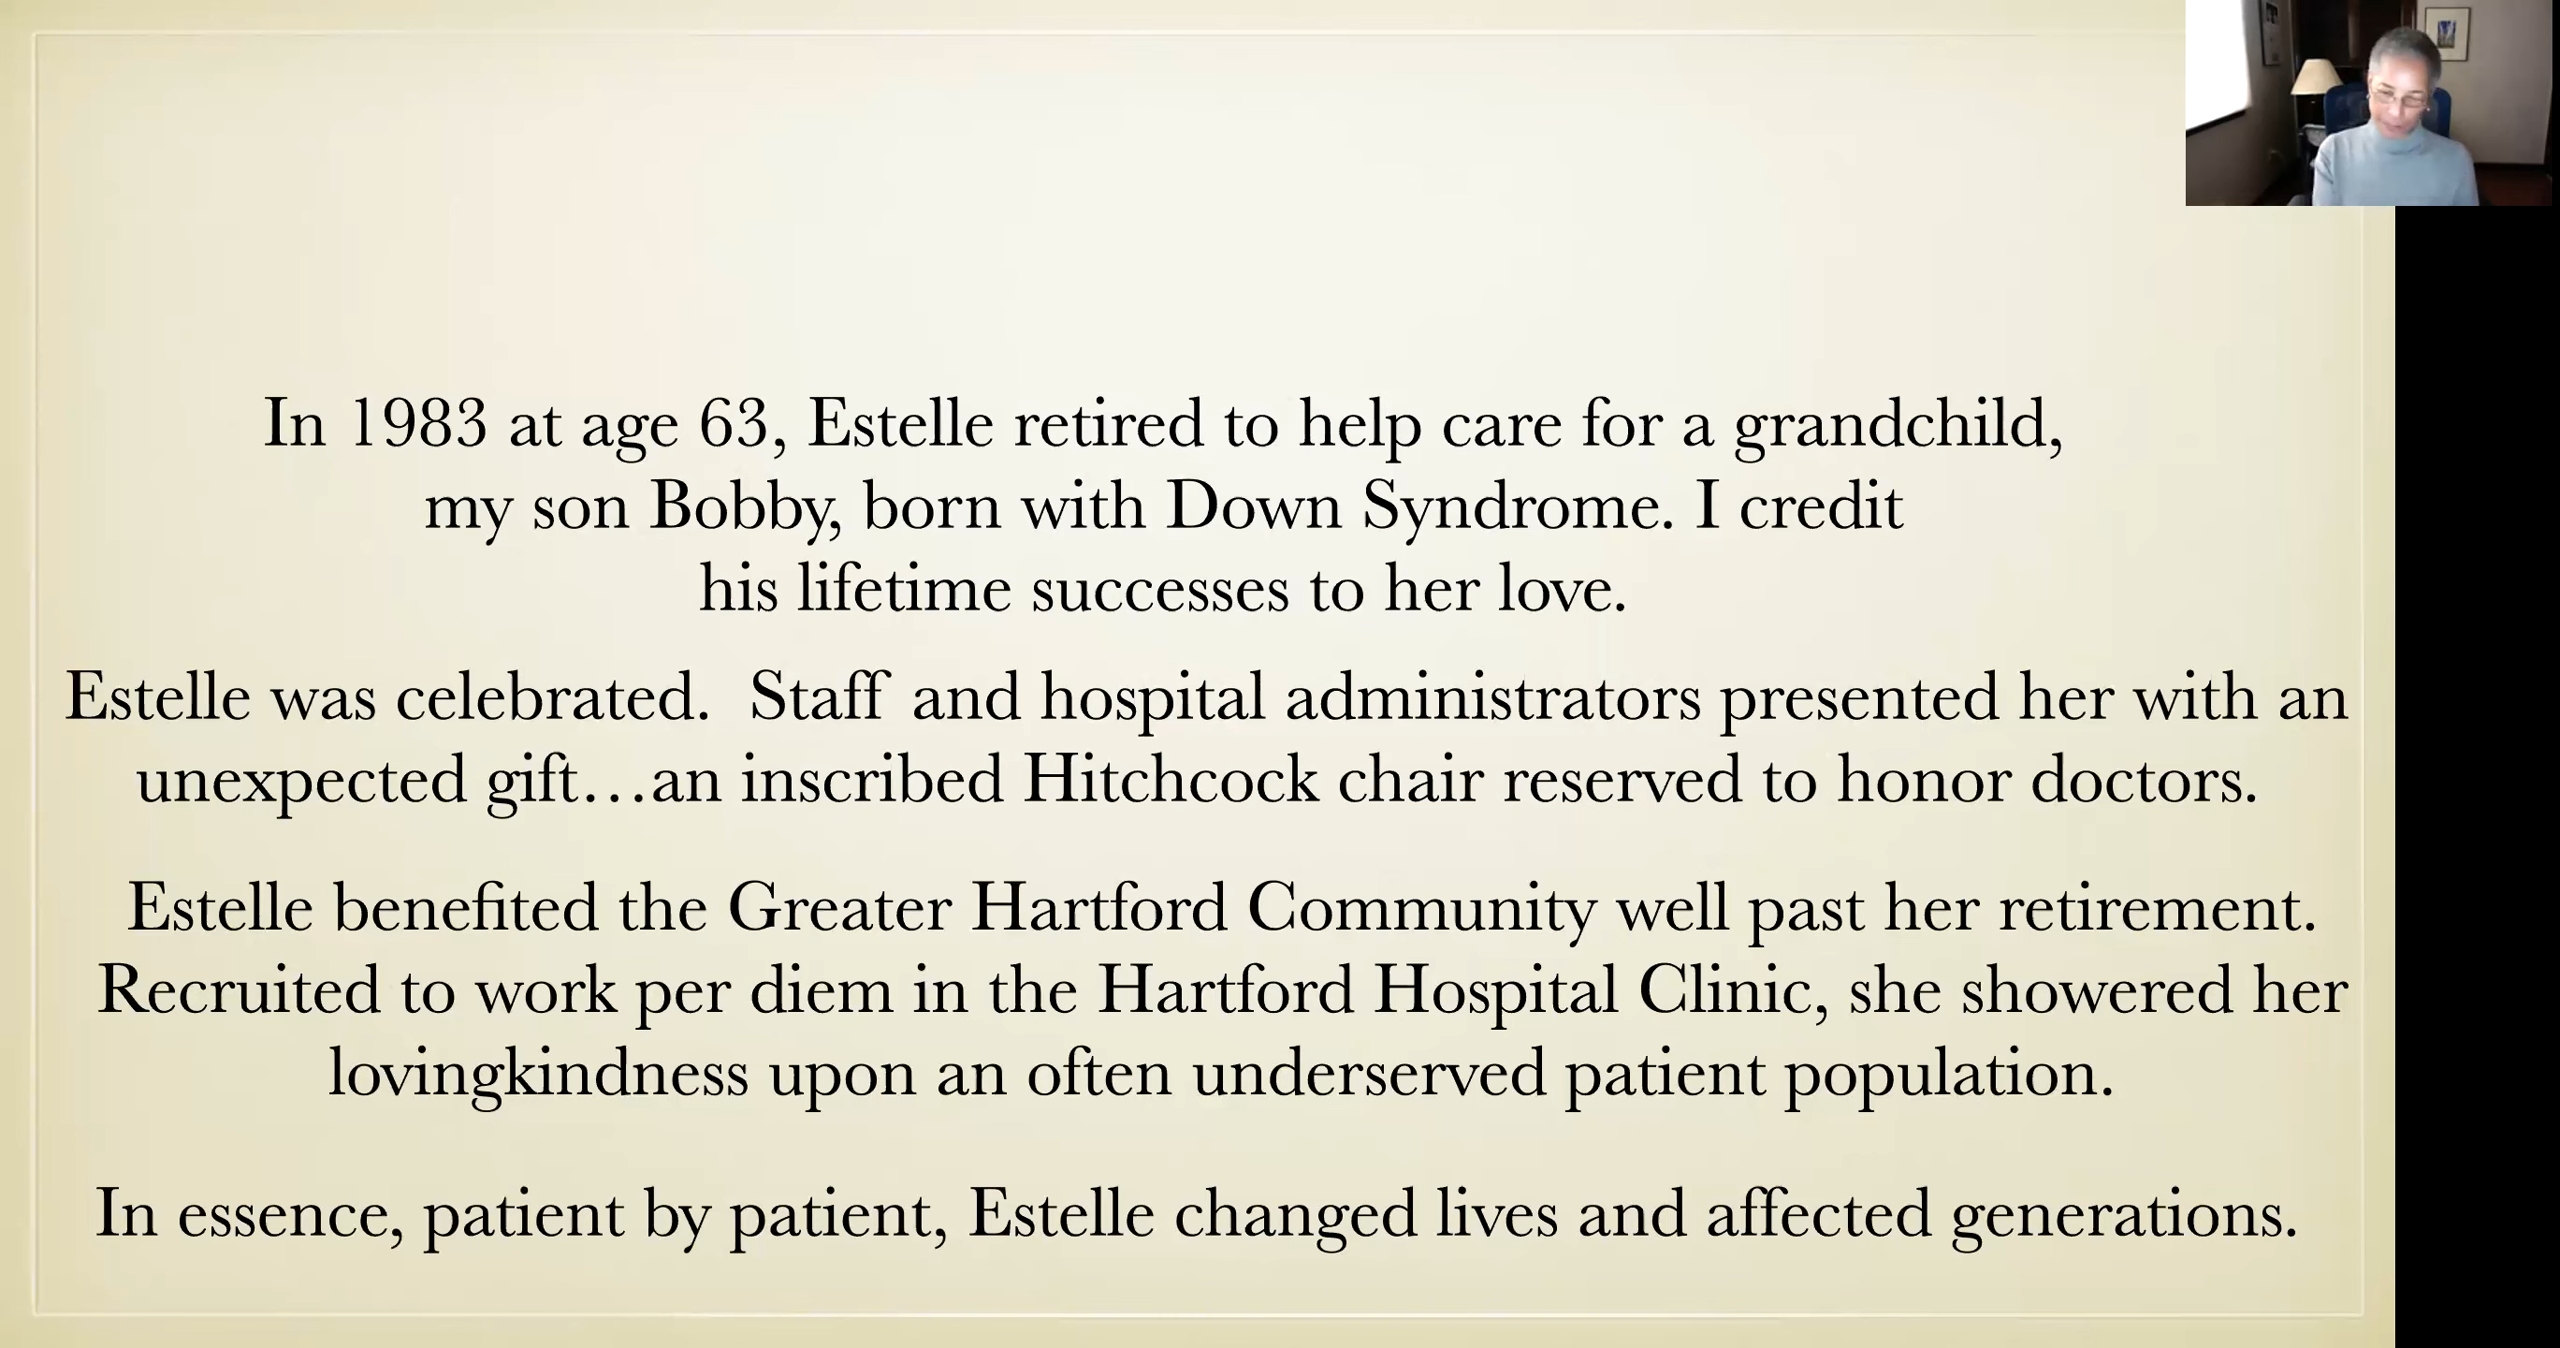 In 1983 at age 63, Estelle retired to help care for a grandchild,
my son Bobby, born with Down Syndrome. I credit
his lifetime successes to her love.
Estelle was celebrated.  Staff and hospital administrators presented her with an
unexpected gift…an inscribed Hitchcock chair reserved to honor doctors.
Estelle benefited the Greater Hartford Community well past her retirement.
Recruited to work per diem in the Hartford Hospital Clinic, she showered her
lovingkindness upon an often underserved patient population.
In essence, patient by patient, Estelle changed lives and affected generations.